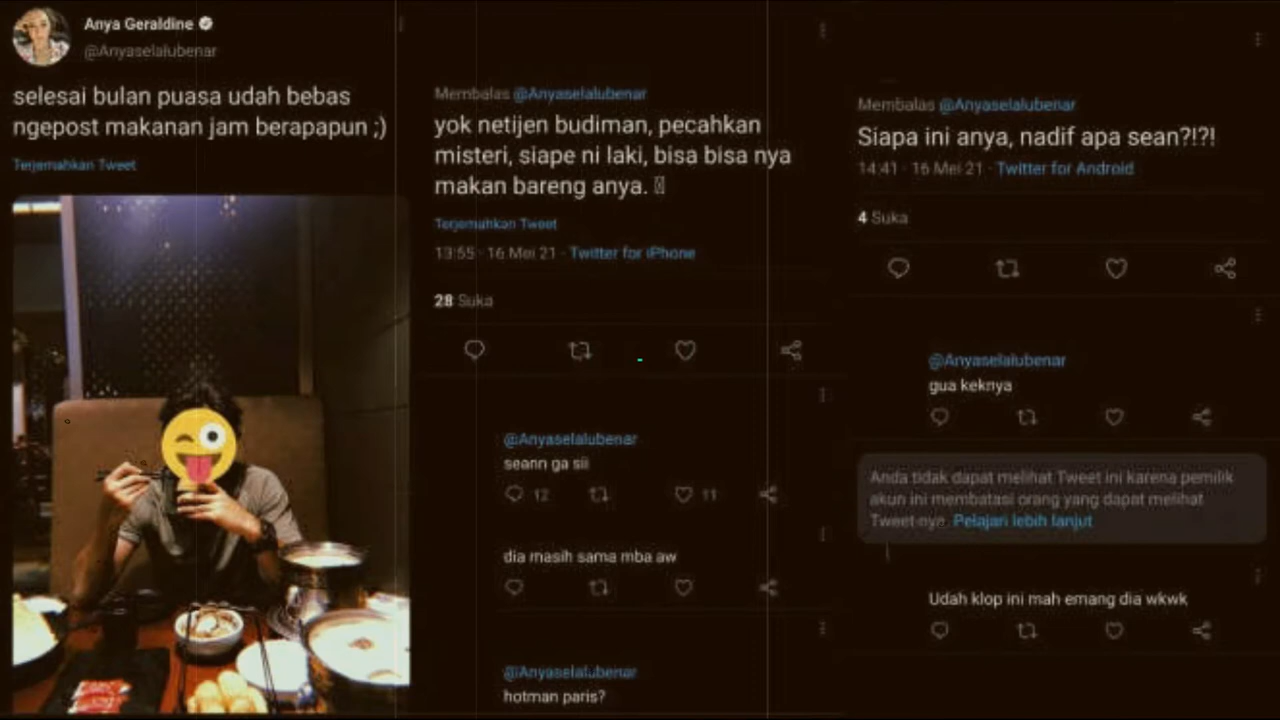 Anya Geraldine
@Anyaselalubenar
selesai bulan puasa udah bebas
ngepost makanan jam berapapun ;)
Terjemahkan Tweet
Membalas @Anyaselalubenar
yok netijen budiman, pecahkan
misteri, siape ni laki, bisa bisa nya
makan bareng anya.
Terjemahkan Tweet
13:55 · 16 Mei 21 · Twitter for iPhone
28 Suka
@Anyaselalubenar
seann ga sii
12 11
dia masih sama mba aw
@Anyaselalubenar
hotman paris?
Membalas @Anyaselalubenar
Siapa ini anya, nadif apa sean?!?!
14:41 · 16 Mei 21 · Twitter for Android
4 Suka
@Anyaselalubenar
gua keknya
Anda tidak dapat melihat Tweet ini karena pemilik
akun ini membatasi orang yang dapat melihat
Tweet-nya. Pelajari lebih lanjut
Udah klop ini mah emang dia wkwk